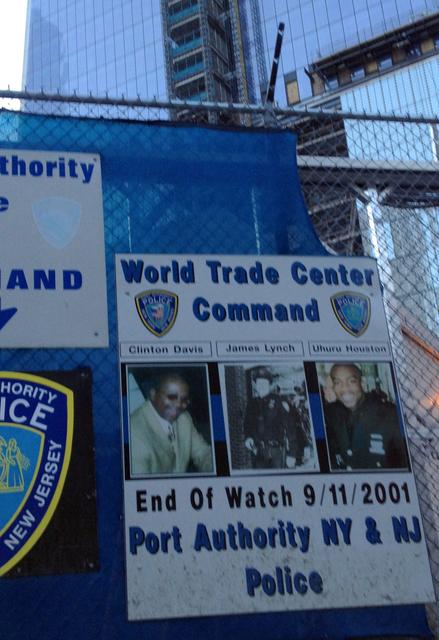 thority
e
AND
HORITY
ICE
NEW JERSEY
World Trade Center
Command
POLICE
POLICE
Clinton Davis
James Lynch
Uhuru Houston
End Of Watch 9/11/2001
Port Authority NY & NJ
Police